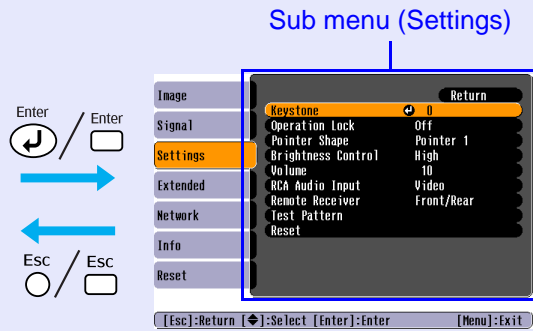 Sub menu (Settings)
Enter
Enter
Esc
Esc
Image
Signal
Settings
Extended
Network
Info
Reset
Return
Keystone 0
Operation Lock Off
Pointer Shape Pointer 1
Brightness Control High
Volume 10
RCA Audio Input Video
Remote Receiver Front/Rear
Test Pattern
Reset
[Esc]:Return [◆]:Select [Enter]:Enter [Menu]:Exit